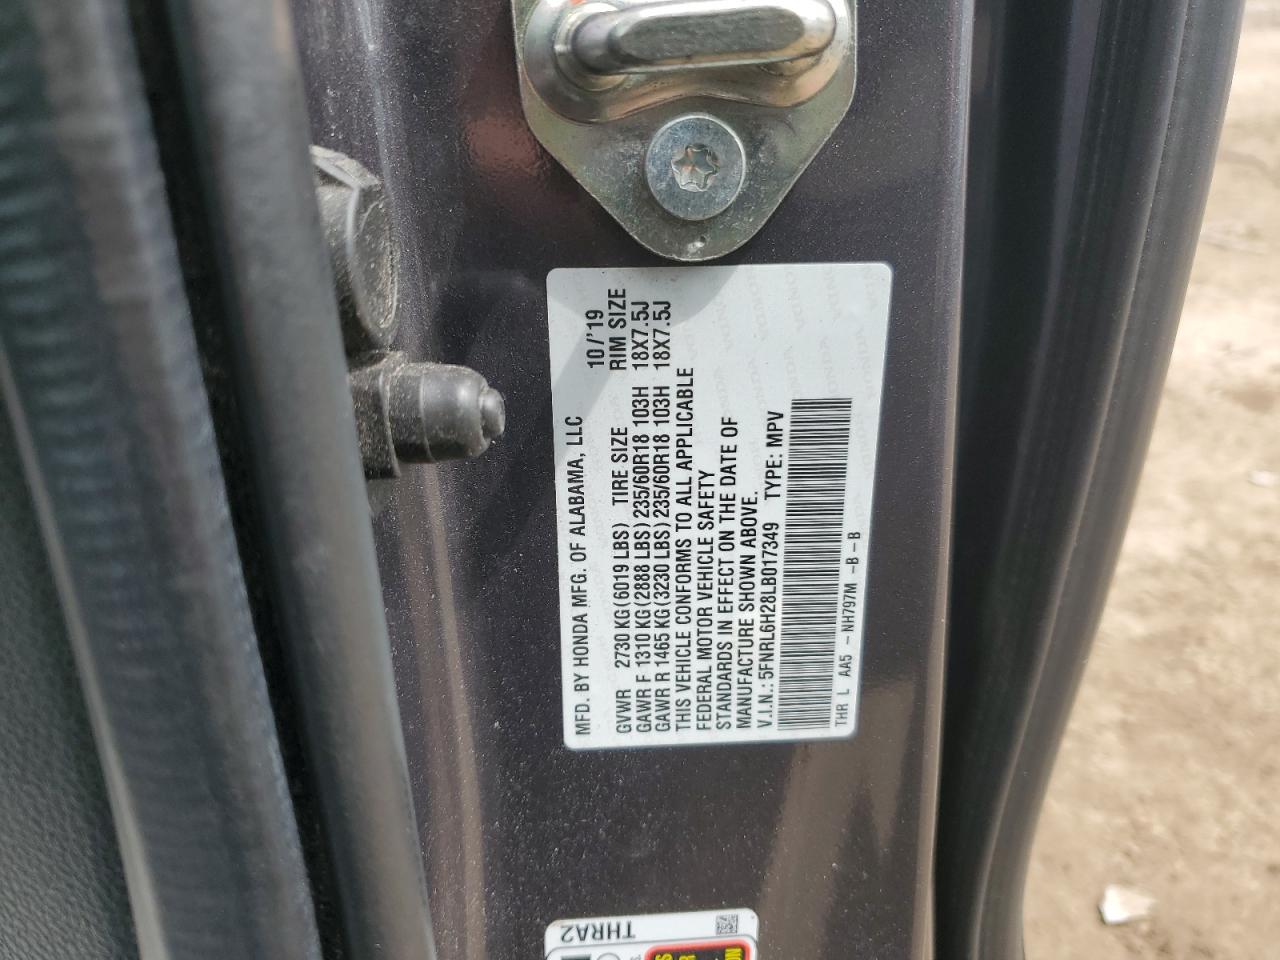 MFD. BY HONDA MFG. OF ALABAMA, LLC 10/'19
GVWR 2730 KG (6019 LBS) TIRE SIZE RIM SIZE
GAWR F 1310 KG (2888 LBS) 235/60R18 103H 18X7.5J
GAWR R 1465 KG (3230 LBS) 235/60R18 103H 18X7.5J
THIS VEHICLE CONFORMS TO ALL APPLICABLE
FEDERAL MOTOR VEHICLE SAFETY
STANDARDS IN EFFECT ON THE DATE OF
MANUFACTURE SHOWN ABOVE.
V.I.N.: 5FNRL6H28LB017349 TYPE: MPV
THR L AA5 - NH797M -B - B
THRA2